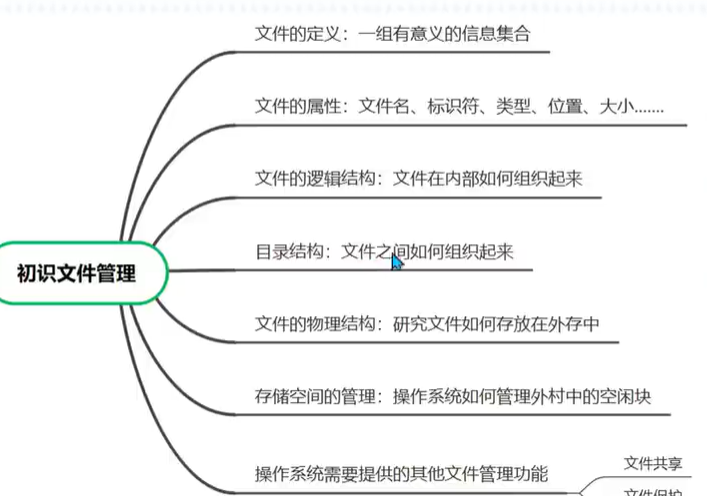 文件的定义：一组有意义的信息集合
文件的属性：文件名、标识符、类型、位置、大小.......
文件的逻辑结构：文件在内部如何组织起来
目录结构：文件之间如何组织起来
初识文件管理
文件的物理结构：研究文件如何存放在外存中
存储空间的管理：操作系统如何管理外村中的空闲块
操作系统需要提供的其他文件管理功能
文件共享
文件保护